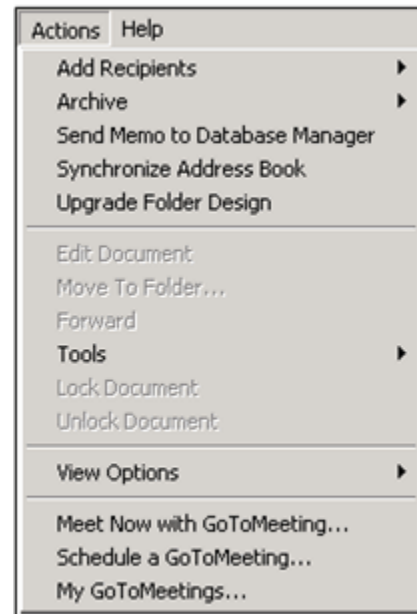 Actions Help
Add Recipients
Archive
Send Memo to Database Manager
Synchronize Address Book
Upgrade Folder Design
Edit Document
Move To Folder...
Forward
Tools
Lock Document
Unlock Document
View Options
Meet Now with GoToMeeting...
Schedule a GoToMeeting...
My GoToMeetings...